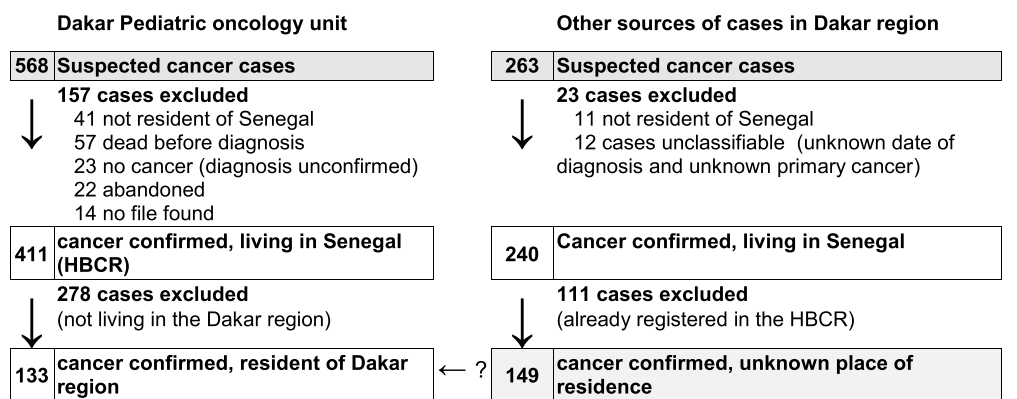 Dakar Pediatric oncology unit
568 Suspected cancer cases
157 cases excluded
41 not resident of Senegal
57 dead before diagnosis
23 no cancer (diagnosis unconfirmed)
22 abandoned
14 no file found
411 cancer confirmed, living in Senegal
(HBCR)
278 cases excluded
(not living in the Dakar region)
133 cancer confirmed, resident of Dakar
region
← ?
Other sources of cases in Dakar region
263 Suspected cancer cases
23 cases excluded
11 not resident of Senegal
12 cases unclassifiable (unknown date of
diagnosis and unknown primary cancer)
240 Cancer confirmed, living in Senegal
111 cases excluded
(already registered in the HBCR)
149 cancer confirmed, unknown place of
residence